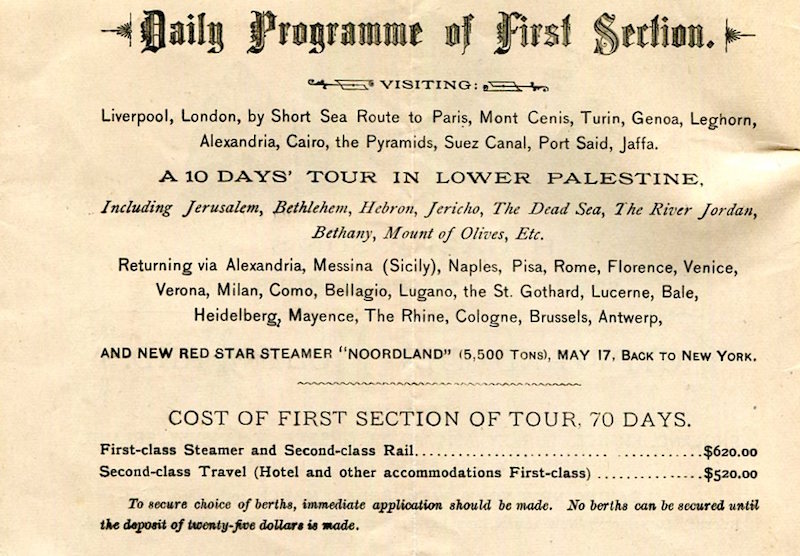 Daily Programme of First Section.
VISITING:
Liverpool, London, by Short Sea Route to Paris, Mont Cenis, Turin, Genoa, Leghorn,
Alexandria, Cairo, the Pyramids, Suez Canal, Port Said, Jaffa.
A 10 DAYS' TOUR IN LOWER PALESTINE,
Including Jerusalem, Bethlehem, Hebron, Jericho, The Dead Sea, The River Jordan,
Bethany, Mount of Olives, Etc.
Returning via Alexandria, Messina (Sicily), Naples, Pisa, Rome, Florence, Venice,
Verona, Milan, Como, Bellagio, Lugano, the St. Gothard, Lucerne, Bale,
Heidelberg, Mayence, The Rhine, Cologne, Brussels, Antwerp,
AND NEW RED STAR STEAMER "NOORDLAND" (5,500 TONS), MAY 17, BACK TO NEW YORK.
COST OF FIRST SECTION OF TOUR, 70 DAYS.
First-class Steamer and Second-class Rail.......................................$620.00
Second-class Travel (Hotel and other accommodations First-class) ..............$520.00
To secure choice of berths, immediate application should be made. No berths can be secured until
the deposit of twenty-five dollars is made.